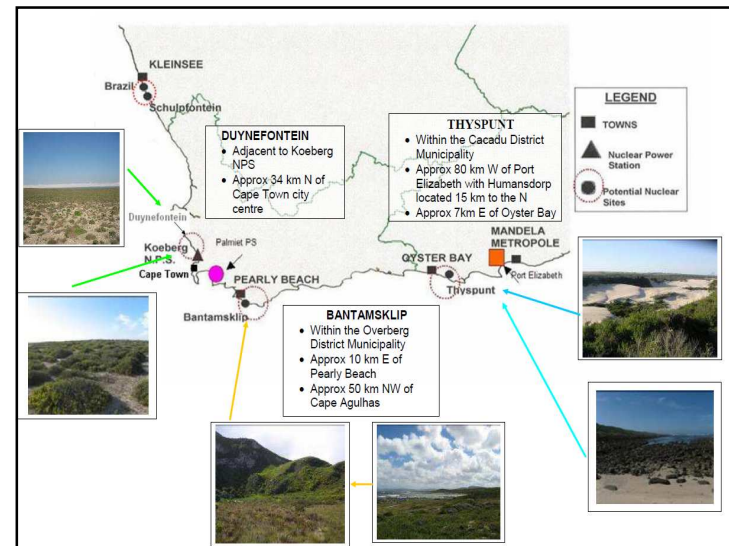 KLEINSEE
Brazil
Schulpfontein
DUYNEFONTEIN
• Adjacent to Koeberg
NPS
• Approx 34 km N of
Cape Town city
centre
THYSPUNT
• Within the Cacadu District
Municipality
• Approx 80 km W of Port
Elizabeth with Humansdorp
located 15 km to the N
• Approx 7km E of Oyster Bay
LEGEND
TOWNS
Nuclear Power
Station
Potential Nuclear
Sites
Duynefontein
Koeberg
N.P.S.
Cape Town
Palmiet PS
PEARLY BEACH
Bantamsklip
OYSTER BAY
Thyspunt
MANDELA
METROPOLE
Port Elizabeth
BANTAMSKLIP
• Within the Overberg
District Municipality
• Approx 10 km E of
Pearly Beach
• Approx 50 km NW of
Cape Agulhas